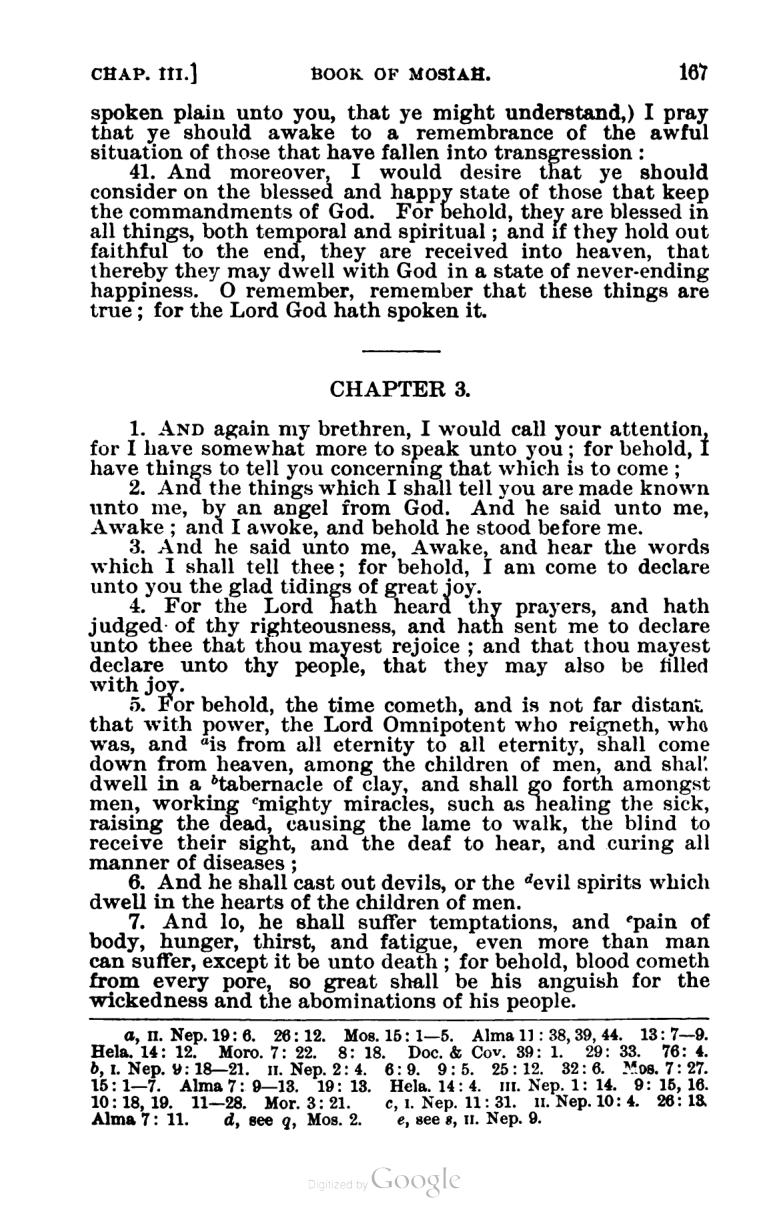 CHAP. III.] BOOK OF MOSIAH. 167
spoken plain unto you, that ye might understand,) I pray
that ye should awake to a remembrance of the awful
situation of those that have fallen into transgression :
41. And moreover, I would desire that ye should
consider on the blessed and happy state of those that keep
the commandments of God. For behold, they are blessed in
all things, both temporal and spiritual ; and if they hold out
faithful to the end, they are received into heaven, that
thereby they may dwell with God in a state of never-ending
happiness. O remember, remember that these things are
true ; for the Lord God hath spoken it.
CHAPTER 3.
1. AND again my brethren, I would call your attention,
for I have somewhat more to speak unto you ; for behold, I
have things to tell you concerning that which is to come ;
2. And the things which I shall tell you are made known
unto me, by an angel from God. And he said unto me,
Awake ; and I awoke, and behold he stood before me.
3. And he said unto me, Awake, and hear the words
which I shall tell thee ; for behold, I am come to declare
unto you the glad tidings of great joy.
4. For the Lord hath heard thy prayers, and hath
judged of thy righteousness, and hath sent me to declare
unto thee that thou mayest rejoice ; and that thou mayest
declare unto thy people, that they may also be filled
with joy.
5. For behold, the time cometh, and is not far distant
that with power, the Lord Omnipotent who reigneth, who
was, and ᵃis from all eternity to all eternity, shall come
down from heaven, among the children of men, and shall
dwell in a ᵇtabernacle of clay, and shall go forth amongst
men, working ᶜmighty miracles, such as healing the sick,
raising the dead, causing the lame to walk, the blind to
receive their sight, and the deaf to hear, and curing all
manner of diseases ;
6. And he shall cast out devils, or the ᵈevil spirits which
dwell in the hearts of the children of men.
7. And lo, he shall suffer temptations, and ᵉpain of
body, hunger, thirst, and fatigue, even more than man
can suffer, except it be unto death ; for behold, blood cometh
from every pore, so great shall be his anguish for the
wickedness and the abominations of his people.
a, II. Nep. 19 : 6. 26 : 12. Mos. 15 : 1—5. Alma 11 : 38, 39, 44. 13 : 7—9.
Hela. 14 : 12. Moro. 7 : 22. 8 : 18. Doc. & Cov. 39 : 1. 29 : 33. 76 : 4.
b, I. Nep. 9 : 18—21. II. Nep. 2 : 4. 6 : 9. 9 : 5. 25 : 12. 32 : 6. Mos. 7 : 27.
15 : 1—7. Alma 7 : 9—13. 19 : 13. Hela. 14 : 4. III. Nep. 1 : 14. 9 : 15, 16.
10 : 18, 19. 11—28. Mor. 3 : 21. c, I. Nep. 11 : 31. II. Nep. 10 : 4. 26 : 13.
Alma 7 : 11. d, see q, Mos. 2. e, see s, II. Nep. 9.
Digitized by Google